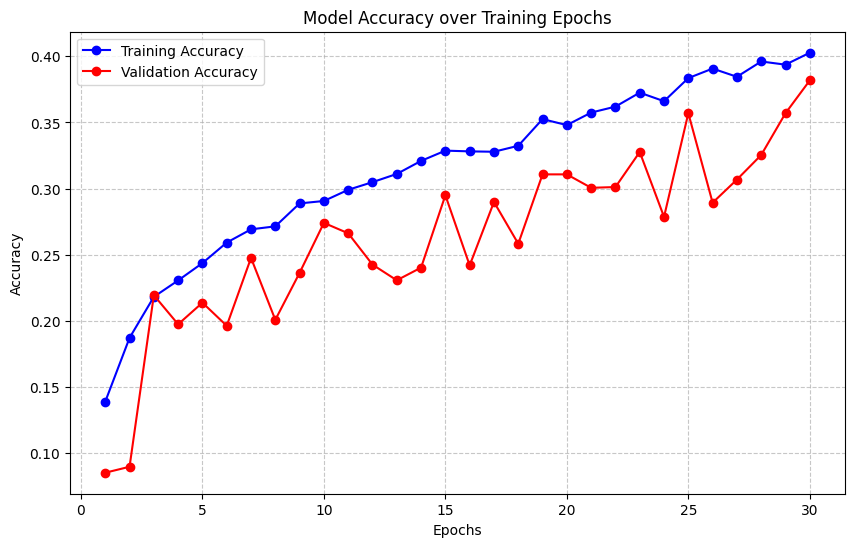 Model Accuracy over Training Epochs
Training Accuracy
Validation Accuracy
0.40
0.35
0.30
0.25
0.20
0.15
0.10
Accuracy
0 5 10 15 20 25 30
Epochs